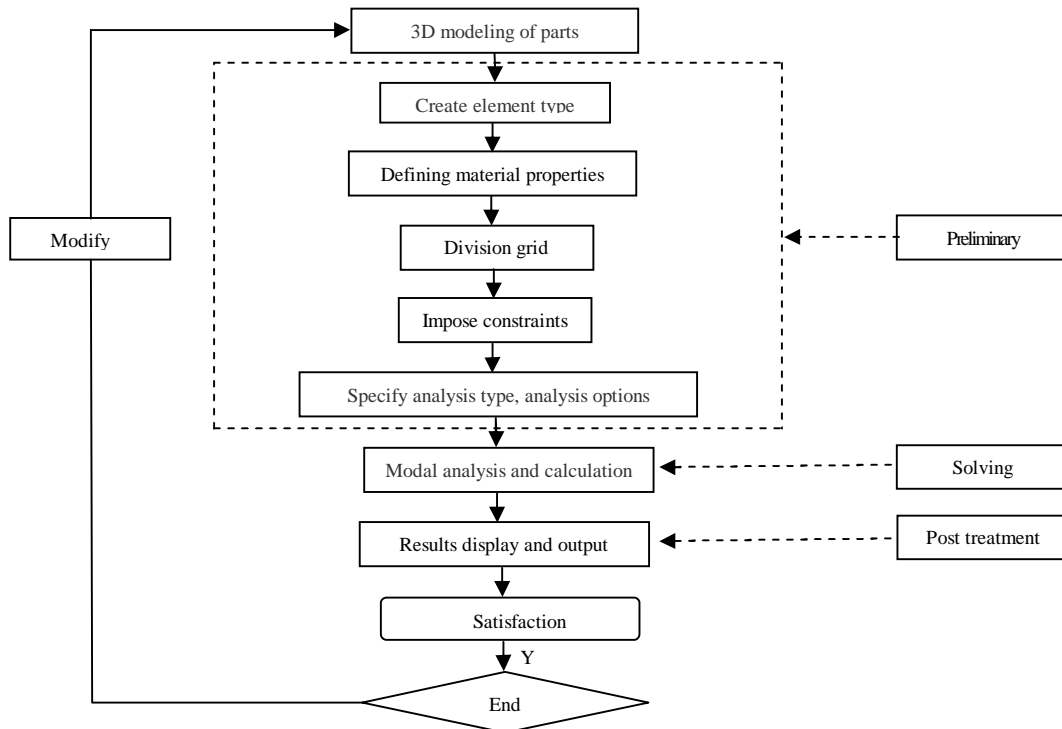 3D modeling of parts
Create element type
Defining material properties
Modify
Division grid
Preliminary
Impose constraints
Specify analysis type, analysis options
Modal analysis and calculation
Solving
Results display and output
Post treatment
Satisfaction
Y
End